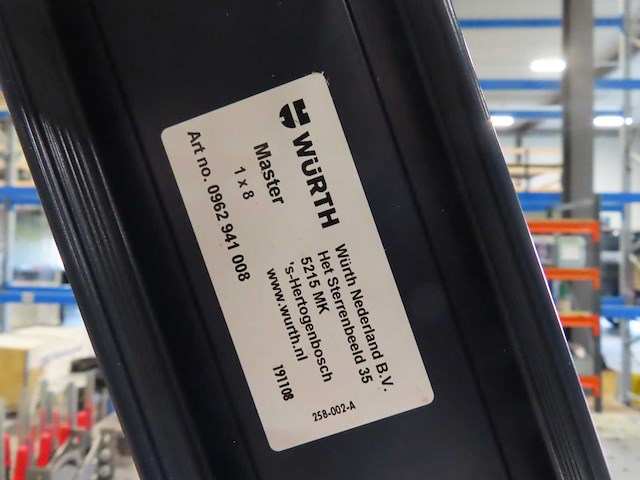 WÜRTH
Master
1 x 8
Art no. 0962 941 008
Würth Nederland B.V.
Het Sterrenbeeld 35
5215 MK
's-Hertogenbosch
www.wurth.nl
191108
258-002-A